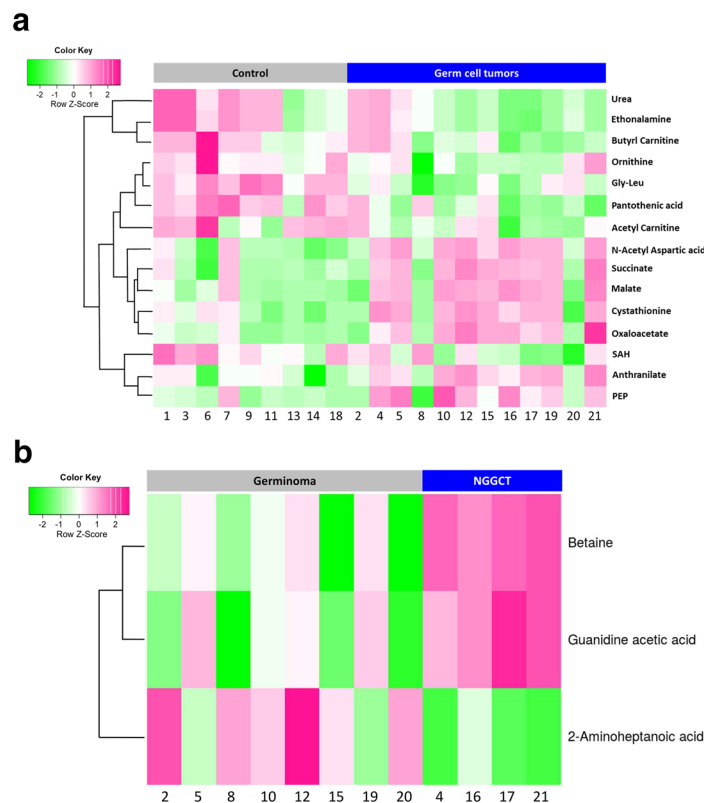 a
Color Key
-2 -1 0 1 2
Row Z-Score
Control Germ cell tumors
Urea
Ethonalamine
Butyrl Carnitine
Ornithine
Gly-Leu
Pantothenic acid
Acetyl Carnitine
N-Acetyl Aspartic acid
Succinate
Malate
Cystathionine
Oxaloacetate
SAH
Anthranilate
PEP
1 3 6 7 9 11 13 14 18 2 4 5 8 10 12 15 16 17 19 20 21
b
Color Key
-2 -1 0 1 2
Row Z-Score
Germinoma NGGCT
Betaine
Guanidine acetic acid
2-Aminoheptanoic acid
2 5 8 10 12 15 19 20 4 16 17 21